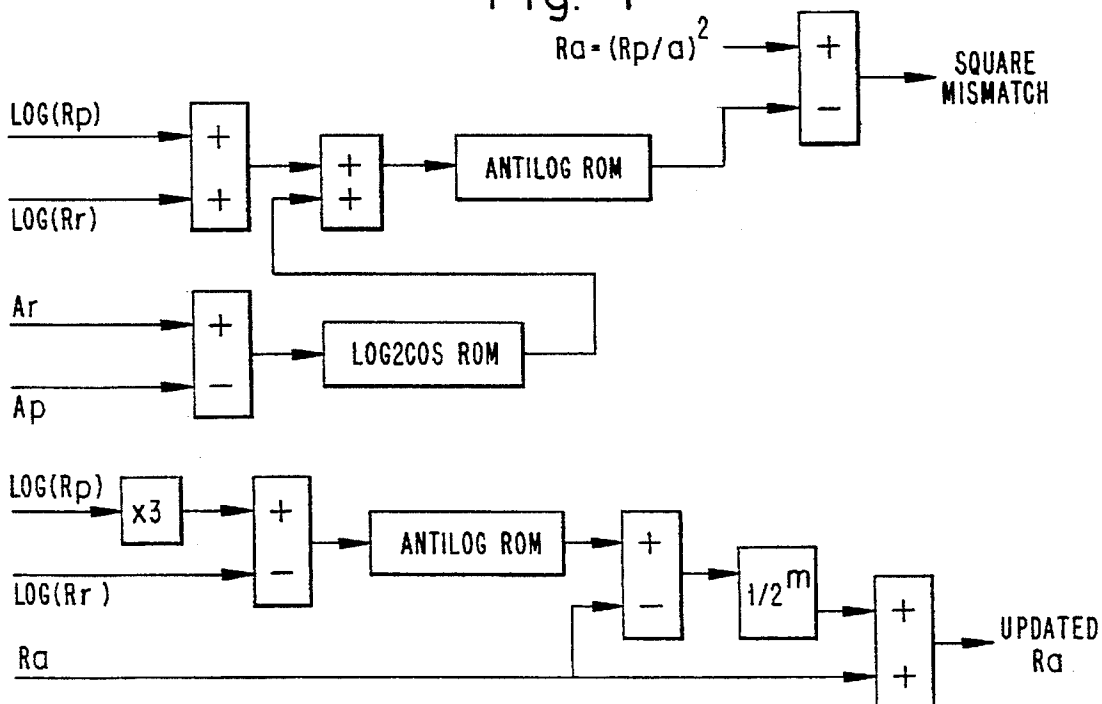 Fig.
Ra=(Rp/a)²
+
−
SQUARE
MISMATCH
LOG(Rp)
+
+
LOG(Rr)
+
+
ANTILOG ROM
Ar
+
−
Ap
LOG2COS ROM
LOG(Rp)
x3
+
−
LOG(Rr)
ANTILOG ROM
+
−
1/2ᵐ
Ra
+
+
UPDATED
Ra